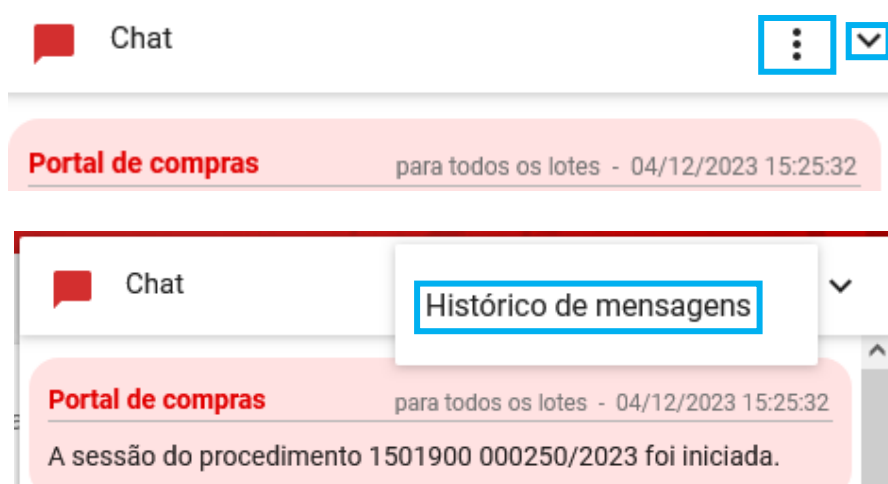 Chat
Portal de compras para todos os lotes - 04/12/2023 15:25:32
Chat
Histórico de mensagens
Portal de compras para todos os lotes - 04/12/2023 15:25:32
A sessão do procedimento 1501900 000250/2023 foi iniciada.